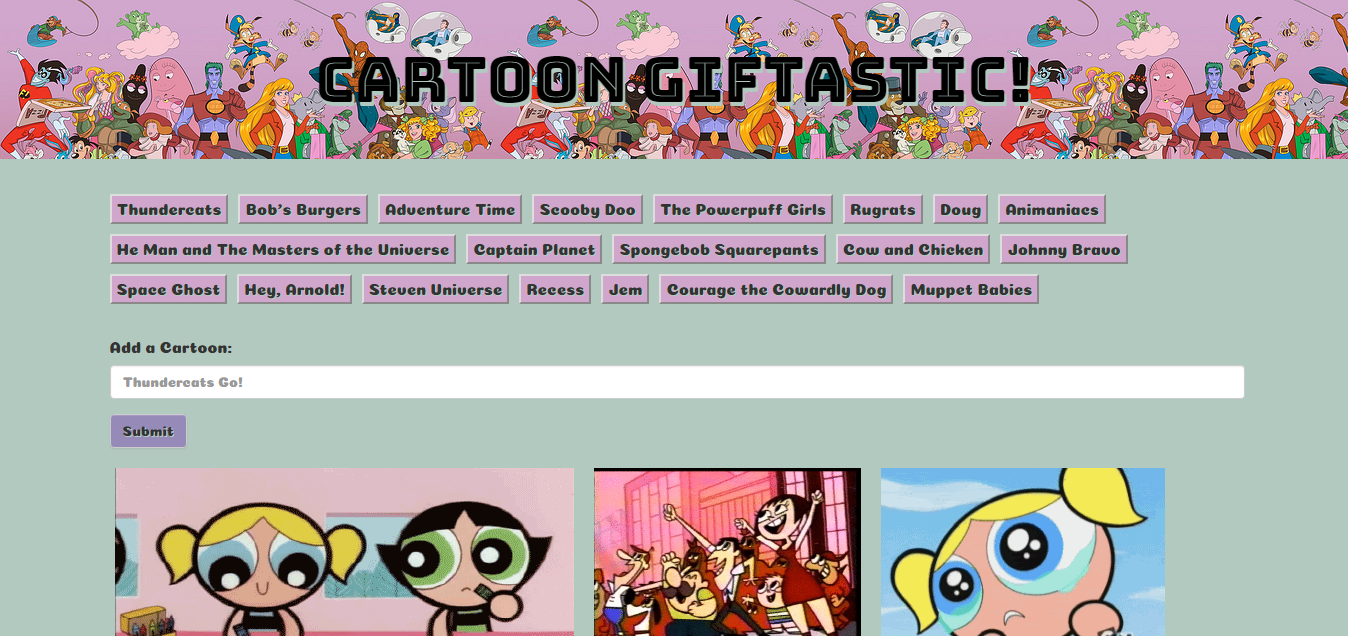 CARTOON GIFTASTIC!
Thundercats Bob's Burgers Adventure Time Scooby Doo The Powerpuff Girls Rugrats Doug Animaniacs
He Man and The Masters of the Universe Captain Planet Spongebob Squarepants Cow and Chicken Johnny Bravo
Space Ghost Hey, Arnold! Steven Universe Recess Jem Courage the Cowardly Dog Muppet Babies
Add a Cartoon:
Thundercats Go!
Submit